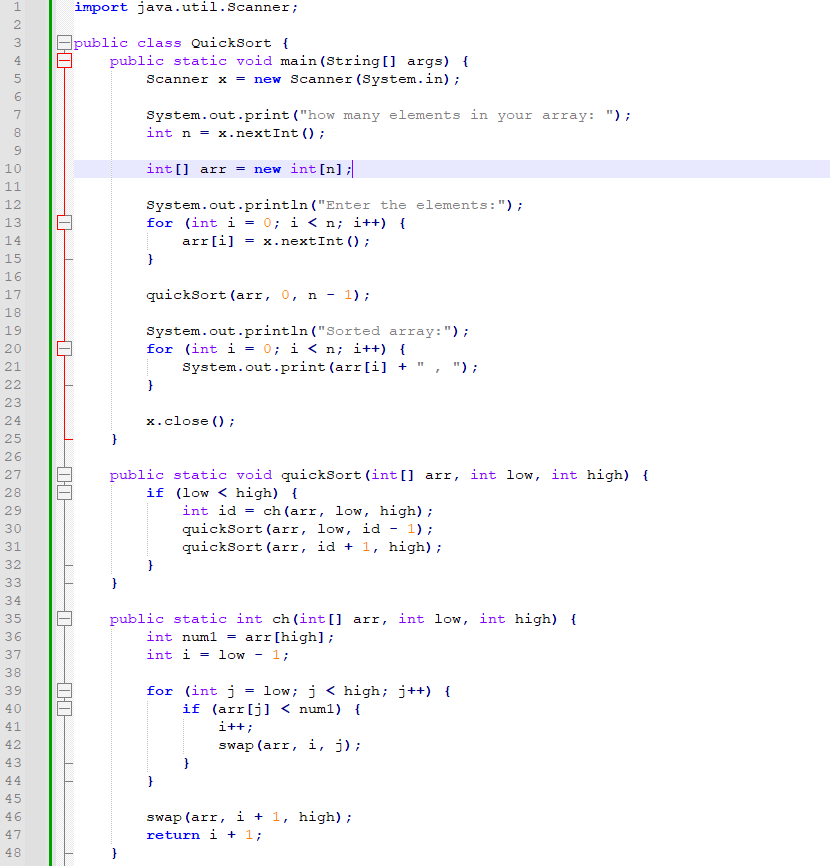 1 import java.util.Scanner;
2
3 public class QuickSort {
4     public static void main(String[] args) {
5         Scanner x = new Scanner(System.in);
6
7         System.out.print("how many elements in your array: ");
8         int n = x.nextInt();
9
10         int[] arr = new int[n];
11
12         System.out.println("Enter the elements:");
13         for (int i = 0; i < n; i++) {
14             arr[i] = x.nextInt();
15         }
16
17         quickSort(arr, 0, n - 1);
18
19         System.out.println("Sorted array:");
20         for (int i = 0; i < n; i++) {
21             System.out.print(arr[i] + " , ");
22         }
23
24         x.close();
25     }
26
27     public static void quickSort(int[] arr, int low, int high) {
28         if (low < high) {
29             int id = ch(arr, low, high);
30             quickSort(arr, low, id - 1);
31             quickSort(arr, id + 1, high);
32         }
33     }
34
35     public static int ch(int[] arr, int low, int high) {
36         int num1 = arr[high];
37         int i = low - 1;
38
39         for (int j = low; j < high; j++) {
40             if (arr[j] < num1) {
41                 i++;
42                 swap(arr, i, j);
43             }
44         }
45
46         swap(arr, i + 1, high);
47         return i + 1;
48     }